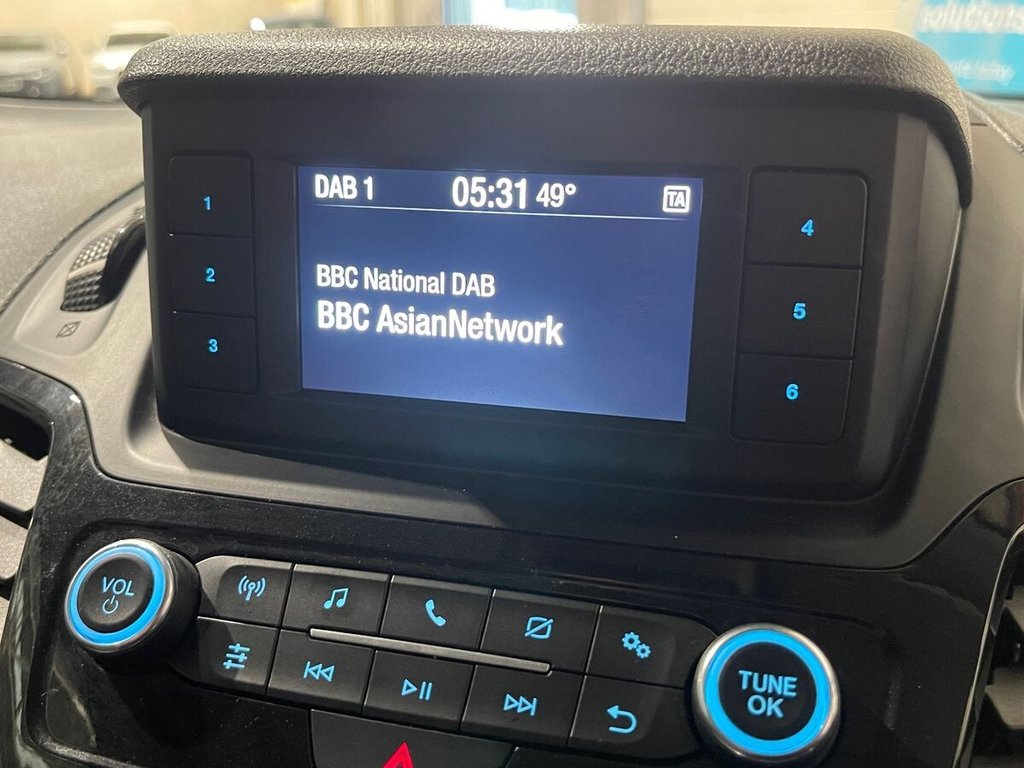 solutions
DAB 1 05:31 49° TA
BBC National DAB
BBC AsianNetwork
1
2
3
4
5
6
VOL
TUNE
OK